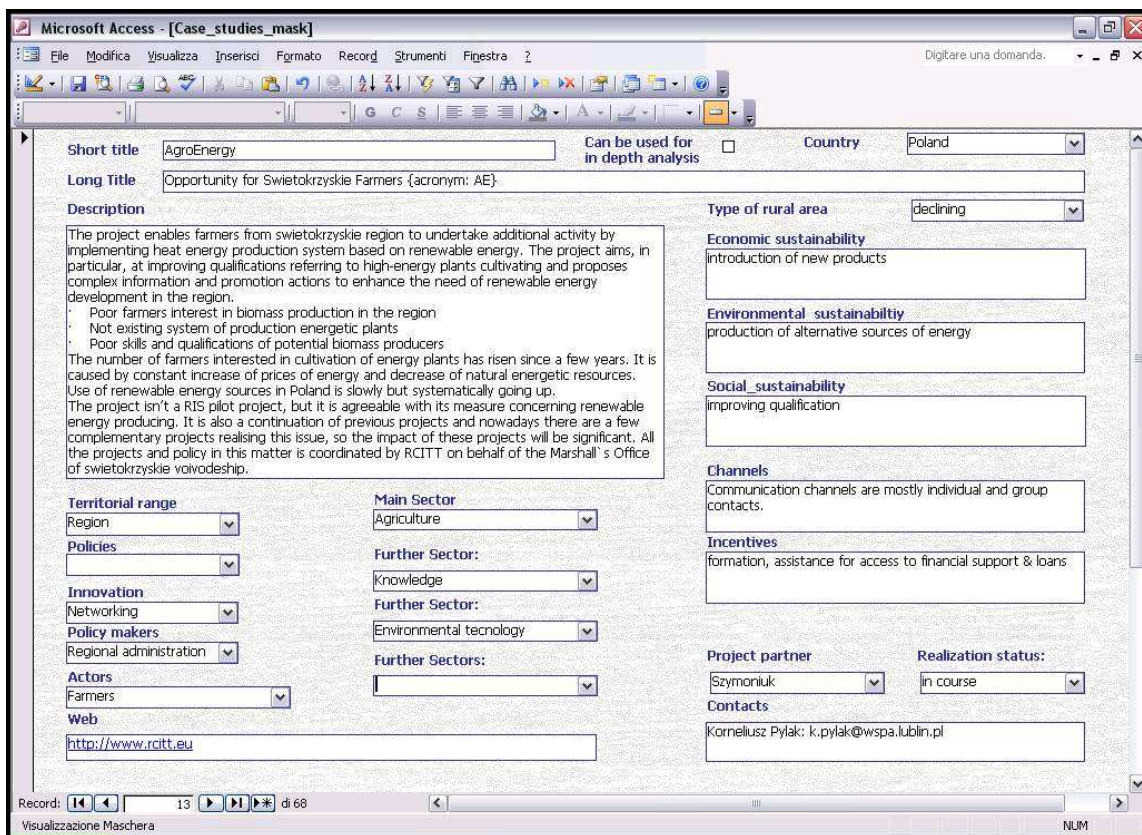 Microsoft Access - [Case_studies_mask]
File Modifica Visualizza Inserisci Formato Record Strumenti Finestra ?
Digitare una domanda.
G C S
Short title
AgroEnergy
Can be used for
in depth analysis
Country
Poland
Long Title
Opportunity for Swietokrzyskie Farmers {acronym: AE}
Description
The project enables farmers from swietokrzyskie region to undertake additional activity by
implementing heat energy production system based on renewable energy. The project aims, in
particular, at improving qualifications referring to high-energy plants cultivating and proposes
complex information and promotion actions to enhance the need of renewable energy
development in the region.
· Poor farmers interest in biomass production in the region
· Not existing system of production energetic plants
· Poor skills and qualifications of potential biomass producers
The number of farmers interested in cultivation of energy plants has risen since a few years. It is
caused by constant increase of prices of energy and decrease of natural energetic resources.
Use of renewable energy sources in Poland is slowly but systematically going up.
The project isn't a RIS pilot project, but it is agreeable with its measure concerning renewable
energy producing. It is also a continuation of previous projects and nowadays there are a few
complementary projects realising this issue, so the impact of these projects will be significant. All
the projects and policy in this matter is coordinated by RCITT on behalf of the Marshall`s Office
of swietokrzyskie voivodeship.
Type of rural area
declining
Economic sustainability
introduction of new products
Environmental sustainabiltiy
production of alternative sources of energy
Social_sustainability
improving qualification
Channels
Communication channels are mostly individual and group
contacts.
Incentives
formation, assistance for access to financial support & loans
Territorial range
Region
Policies
Innovation
Networking
Policy makers
Regional administration
Actors
Farmers
Main Sector
Agriculture
Further Sector:
Knowledge
Further Sector:
Environmental tecnology
Further Sectors:
Project partner
Szymoniuk
Realization status:
in course
Contacts
Korneliusz Pylak: k.pylak@wspa.lublin.pl
Web
http://www.rcitt.eu
Record: 13 di 68
Visualizzazione Maschera
NUM